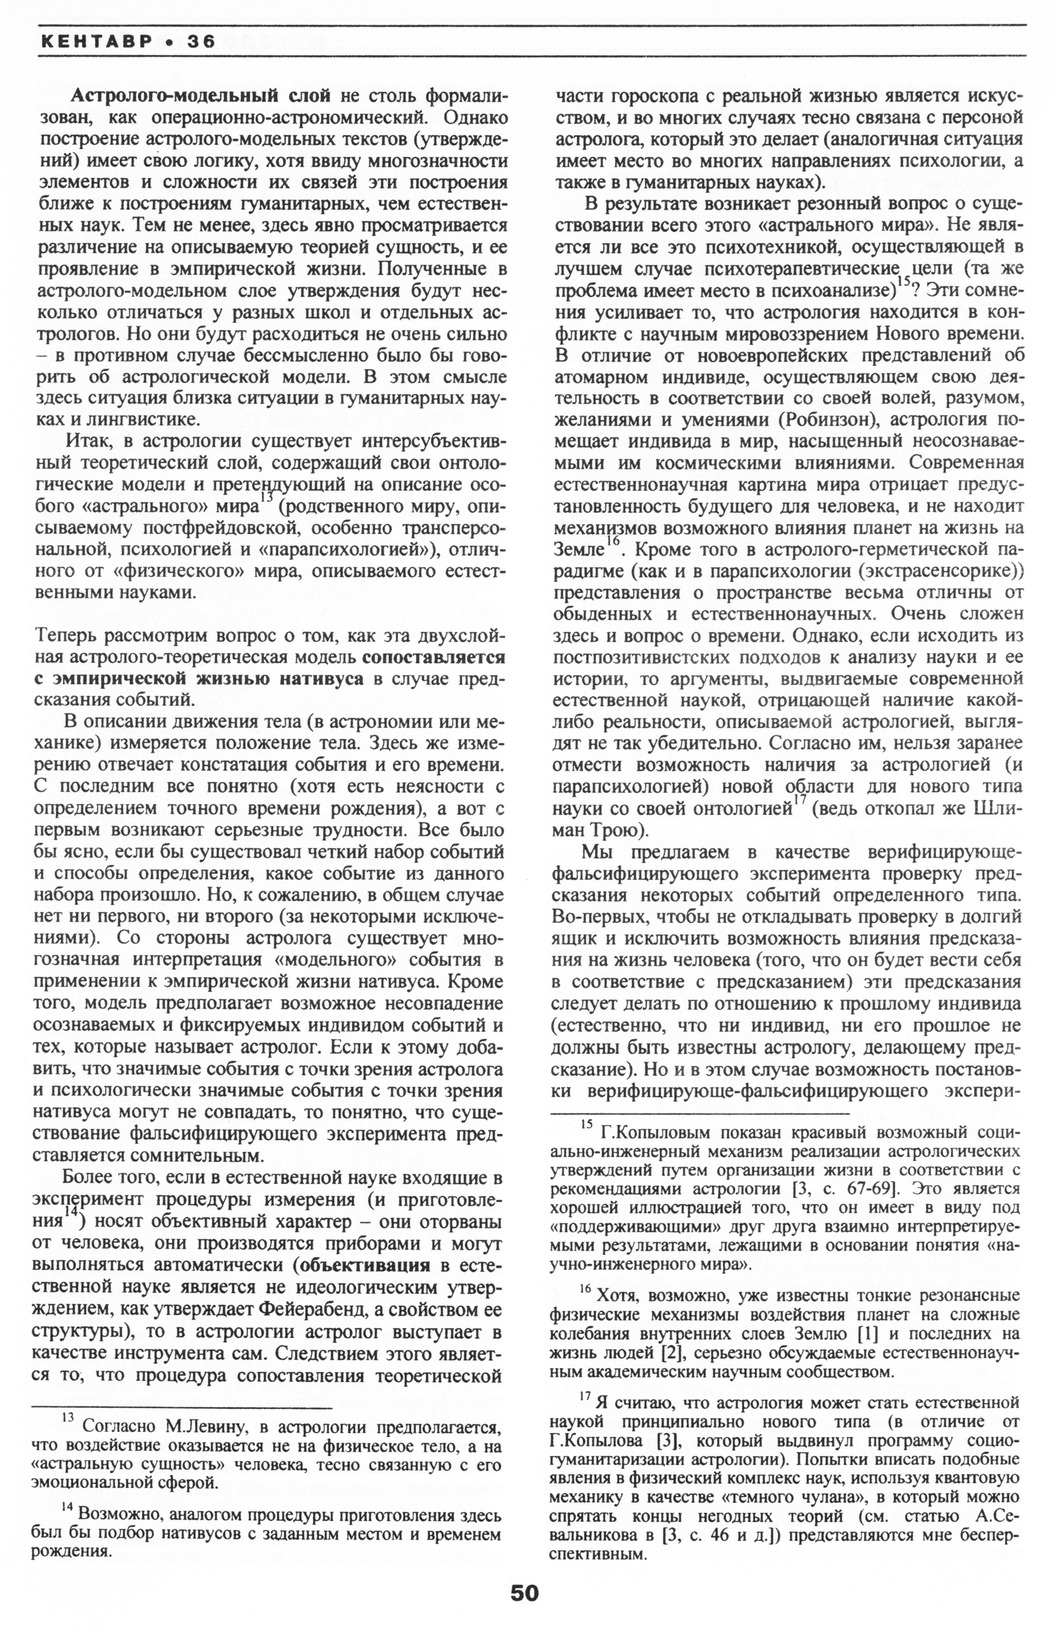 КЕНТАВР • 36
Астролого-модельный слой не столь формали-
зован, как операционно-астрономический. Однако
построение астролого-модельных текстов (утвержде-
ний) имеет свою логику, хотя ввиду многозначности
элементов и сложности их связей эти построения
ближе к построениям гуманитарных, чем естествен-
ных наук. Тем не менее, здесь явно просматривается
различение на описываемую теорией сущность, и ее
проявление в эмпирической жизни. Полученные в
астролого-модельном слое утверждения будут нес-
колько отличаться у разных школ и отдельных ас-
трологов. Но они будут расходиться не очень сильно
– в противном случае бессмысленно было бы гово-
рить об астрологической модели. В этом смысле
здесь ситуация близка ситуации в гуманитарных нау-
ках и лингвистике.
Итак, в астрологии существует интерсубъектив-
ный теоретический слой, содержащий свои онтоло-
гические модели и претендующий на описание осо-
бого «астрального» мира13 (родственного миру, опи-
сываемому постфрейдовской, особенно трансперсо-
нальной, психологией и «парапсихологией»), отлич-
ного от «физического» мира, описываемого естест-
венными науками.
Теперь рассмотрим вопрос о том, как эта двухслой-
ная астролого-теоретическая модель сопоставляется
с эмпирической жизнью нативуса в случае пред-
сказания событий.
В описании движения тела (в астрономии или ме-
ханике) измеряется положение тела. Здесь же изме-
рению отвечает констатация события и его времени.
С последним все понятно (хотя есть неясности с
определением точного времени рождения), а вот с
первым возникают серьезные трудности. Все было
бы ясно, если бы существовал четкий набор событий
и способы определения, какое событие из данного
набора произошло. Но, к сожалению, в общем случае
нет ни первого, ни второго (за некоторыми исключе-
ниями). Со стороны астролога существует мно-
гозначная интерпретация «модельного» события в
применении к эмпирической жизни нативуса. Кроме
того, модель предполагает возможное несовпадение
осознаваемых и фиксируемых индивидом событий и
тех, которые называет астролог. Если к этому доба-
вить, что значимые события с точки зрения астролога
и психологически значимые события с точки зрения
нативуса могут не совпадать, то понятно, что суще-
ствование фальсифицирующего эксперимента пред-
ставляется сомнительным.
Более того, если в естественной науке входящие в
эксперимент процедуры измерения (и приготовле-
ния14) носят объективный характер – они оторваны
от человека, они производятся приборами и могут
выполняться автоматически (объективация в есте-
ственной науке является не идеологическим утвер-
ждением, как утверждает Фейерабенд, а свойством ее
структуры), то в астрологии астролог выступает в
качестве инструмента сам. Следствием этого являет-
ся то, что процедура сопоставления теоретической
13 Согласно М.Левину, в астрологии предполагается,
что воздействие оказывается не на физическое тело, а на
«астральную сущность» человека, тесно связанную с его
эмоциональной сферой.
14 Возможно, аналогом процедуры приготовления здесь
был бы подбор нативусов с заданным местом и временем
рождения.
части гороскопа с реальной жизнью является искус-
ством, и во многих случаях тесно связана с персоной
астролога, который это делает (аналогичная ситуация
имеет место во многих направлениях психологии, а
также в гуманитарных науках).
В результате возникает резонный вопрос о суще-
ствовании всего этого «астрального мира». Не явля-
ется ли все это психотехникой, осуществляющей в
лучшем случае психотерапевтические цели (та же
проблема имеет место в психоанализе)15? Эти сомне-
ния усиливает то, что астрология находится в кон-
фликте с научным мировоззрением Нового времени.
В отличие от новоевропейских представлений об
атомарном индивиде, осуществляющем свою дея-
тельность в соответствии со своей волей, разумом,
желаниями и умениями (Робинзон), астрология по-
мещает индивида в мир, насыщенный неосознавае-
мыми им космическими влияниями. Современная
естественнонаучная картина мира отрицает предус-
тановленность будущего для человека, и не находит
механизмов возможного влияния планет на жизнь на
Земле16. Кроме того в астролого-герметической па-
радигме (как и в парапсихологии (экстрасенсорике))
представления о пространстве весьма отличны от
обыденных и естественнонаучных. Очень сложен
здесь и вопрос о времени. Однако, если исходить из
постпозитивистских подходов к анализу науки и ее
истории, то аргументы, выдвигаемые современной
естественной наукой, отрицающей наличие какой-
либо реальности, описываемой астрологией, выгля-
дят не так убедительно. Согласно им, нельзя заранее
отмести возможность наличия за астрологией (и
парапсихологией) новой области для нового типа
науки со своей онтологией17 (ведь откопал же Шли-
ман Трою).
Мы предлагаем в качестве верифицирующе-
фальсифицирующего эксперимента проверку пред-
сказания некоторых событий определенного типа.
Во-первых, чтобы не откладывать проверку в долгий
ящик и исключить возможность влияния предсказа-
ния на жизнь человека (того, что он будет вести себя
в соответствие с предсказанием) эти предсказания
следует делать по отношению к прошлому индивида
(естественно, что ни индивид, ни его прошлое не
должны быть известны астрологу, делающему пред-
сказание). Но и в этом случае возможность постанов-
ки верифицирующе-фальсифицирующего экспери-
15 Г.Копыловым показан красивый возможный соци-
ально-инженерный механизм реализации астрологических
утверждений путем организации жизни в соответствии с
рекомендациями астрологии [3, с. 67-69]. Это является
хорошей иллюстрацией того, что он имеет в виду под
«поддерживающими» друг друга взаимно интерпретируе-
мыми результатами, лежащими в основании понятия «на-
учно-инженерного мира».
16 Хотя, возможно, уже известны тонкие резонансные
физические механизмы воздействия планет на сложные
колебания внутренних слоев Землю [1] и последних на
жизнь людей [2], серьезно обсуждаемые естественнонауч-
ным академическим научным сообществом.
17 Я считаю, что астрология может стать естественной
наукой принципиально нового типа (в отличие от
Г.Копылова [3], который выдвинул программу социо-
гуманитаризации астрологии). Попытки вписать подобные
явления в физический комплекс наук, используя квантовую
механику в качестве «темного чулана», в который можно
спрятать концы негодных теорий (см. статью А.Се-
вальникова в [3, с. 46 и д.]) представляются мне беспер-
спективным.
50